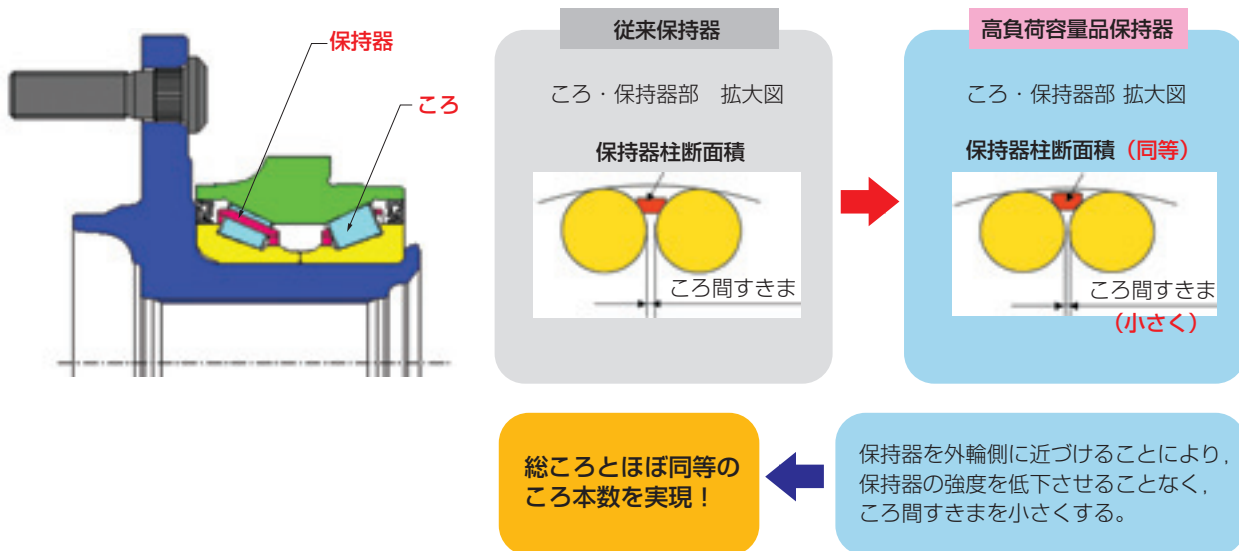 保持器
ころ
従来保持器
ころ・保持器部　拡大図
保持器柱断面積
ころ間すきま
高負荷容量品保持器
ころ・保持器部 拡大図
保持器柱断面積（同等）
ころ間すきま
（小さく）
総ころとほぼ同等の
ころ本数を実現！
保持器を外輪側に近づけることにより，
保持器の強度を低下させることなく，
ころ間すきまを小さくする。